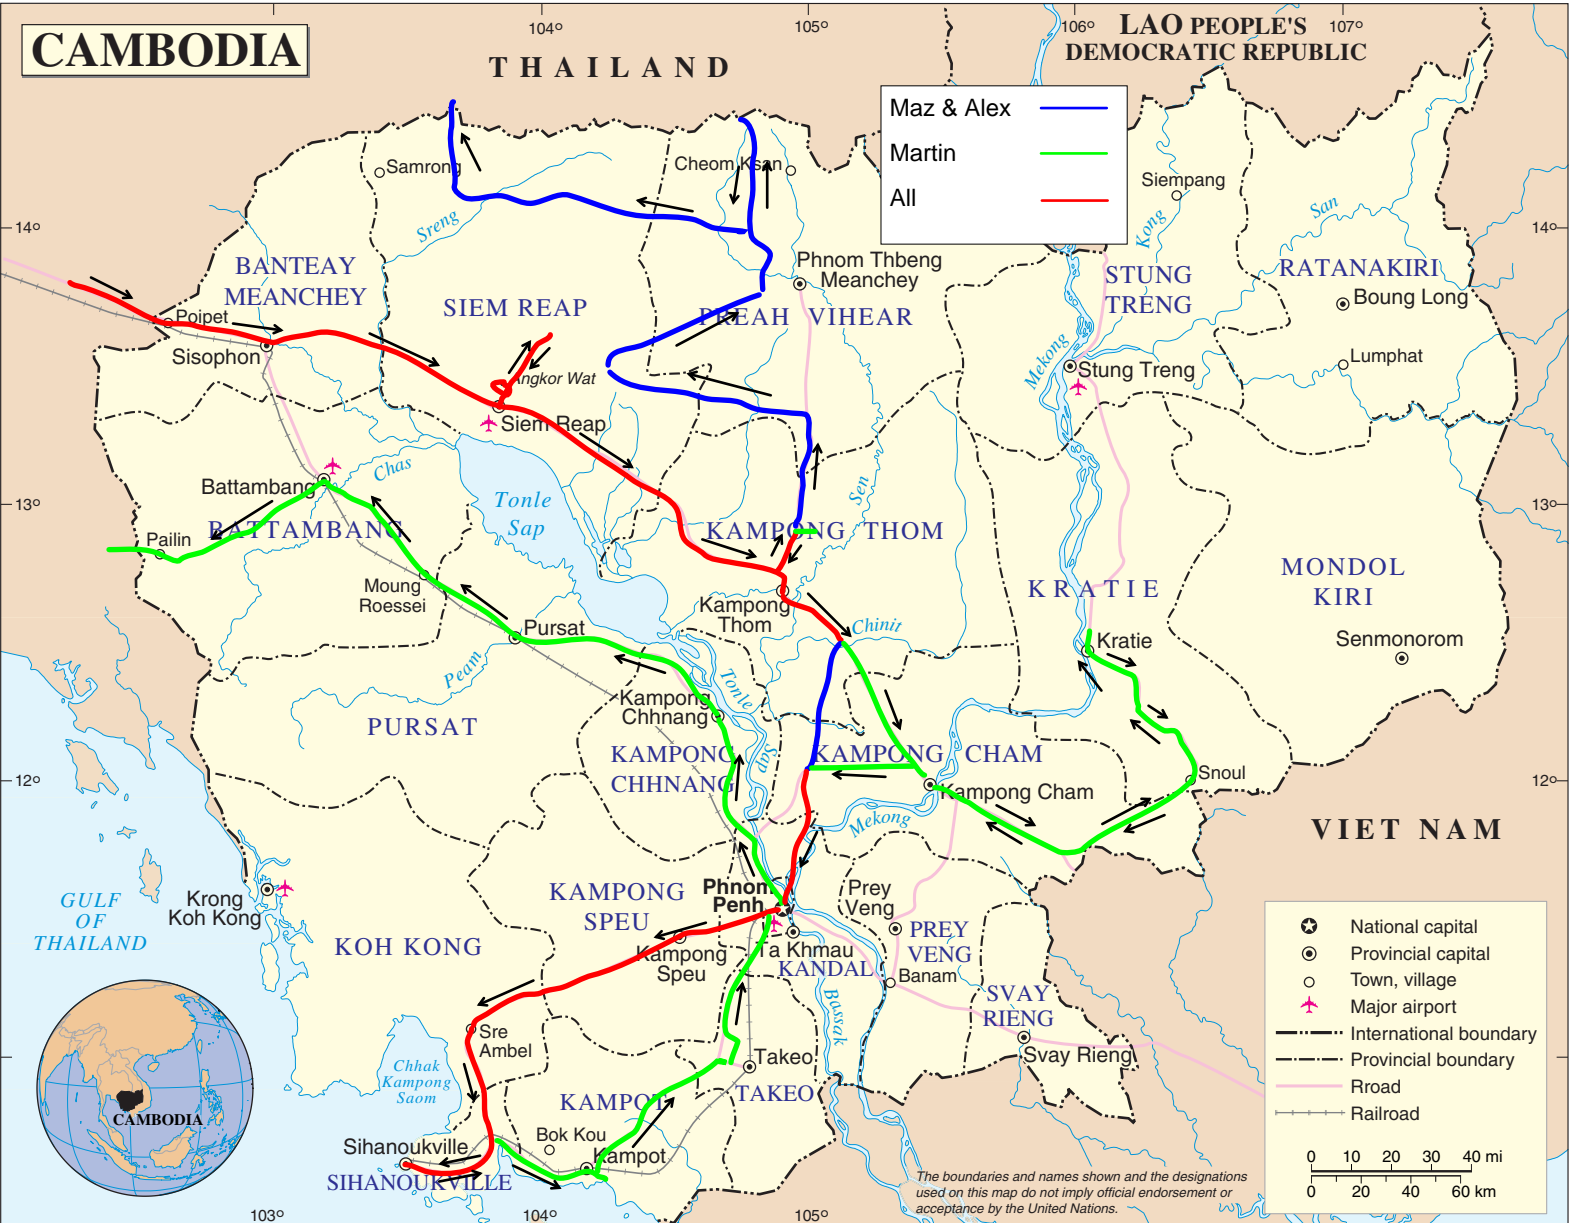 104°
105°
106°
107°
CAMBODIA
THAILAND
LAO PEOPLE'S
DEMOCRATIC REPUBLIC
Maz & Alex
Martin
All
Samrong
Cheom Ksan
Siempang
Sreng
Kong
San
14°
14°
BANTEAY
MEANCHEY
Phnom Thbeng
Meanchey
STUNG
TRENG
RATANAKIRI
Boung Long
SIEM REAP
PREAH VIHEAR
Poipet
Sisophon
Mekong
Stung Treng
Lumphat
Angkor Wat
Siem Reap
Chas
Battambang
Tonle
Sap
Sen
13°
13°
BATTAMBANG
KAMPONG THOM
Pailin
Moung
Roessei
KRATIE
MONDOL
KIRI
Kampong
Thom
Chinit
Pursat
Kratie
Senmonorom
Peam
Tonle
Sap
Kampong
Chhnang
PURSAT
KAMPONG
CHHNANG
KAMPONG CHAM
12°
12°
Snoul
Kampong Cham
Mekong
VIET NAM
GULF
OF
THAILAND
Krong
Koh Kong
KAMPONG
SPEU
Phnom
Penh
Prey
Veng
KOH KONG
Kampong
Speu
Ta Khmau
KANDAL
PREY
VENG
Banam
SVAY
RIENG
Bassak
Svay Rieng
Sre
Ambel
Chhak
Kampong
Saom
Takeo
TAKEO
KAMPOT
CAMBODIA
Bok Kou
Kampot
Sihanoukville
SIHANOUKVILLE
National capital
Provincial capital
Town, village
Major airport
International boundary
Provincial boundary
Rroad
Railroad
0 10 20 30 40 mi
0 20 40 60 km
The boundaries and names shown and the designations
used on this map do not imply official endorsement or
acceptance by the United Nations.
103°
104°
105°